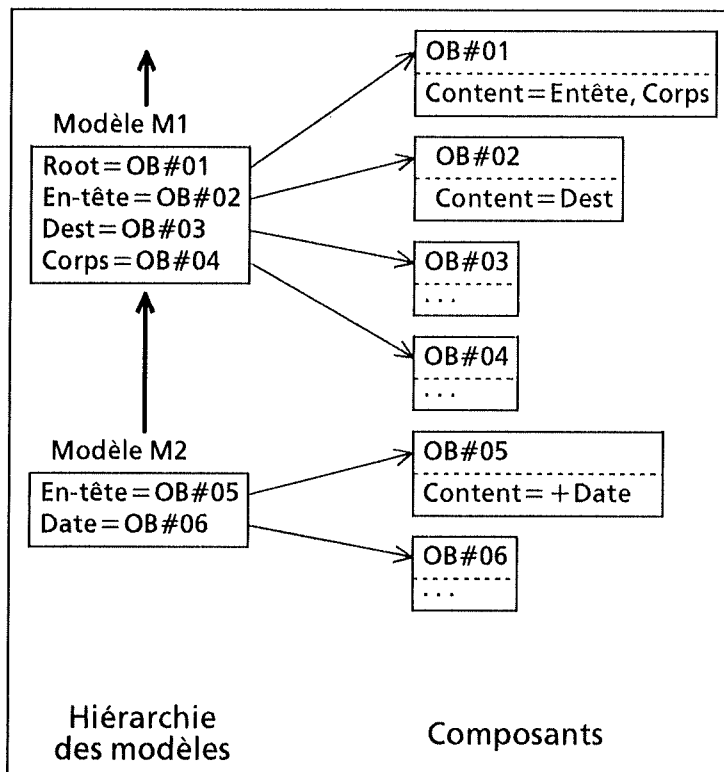 Modèle M1
Root=OB#01
En-tête=OB#02
Dest=OB#03
Corps=OB#04
Modèle M2
En-tête=OB#05
Date=OB#06
Hiérarchie
des modèles
OB#01
Content=Entête, Corps
OB#02
Content=Dest
OB#03
...
OB#04
...
OB#05
Content=+Date
OB#06
...
Composants